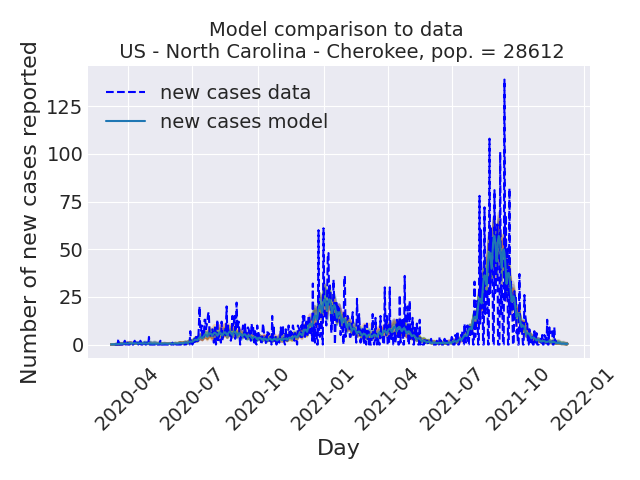 Model comparison to data
US - North Carolina - Cherokee, pop. = 28612
new cases data
new cases model
Number of new cases reported
125
100
75
50
25
0
2020-04
2020-07
2020-10
2021-01
2021-04
2021-07
2021-10
2022-01
Day